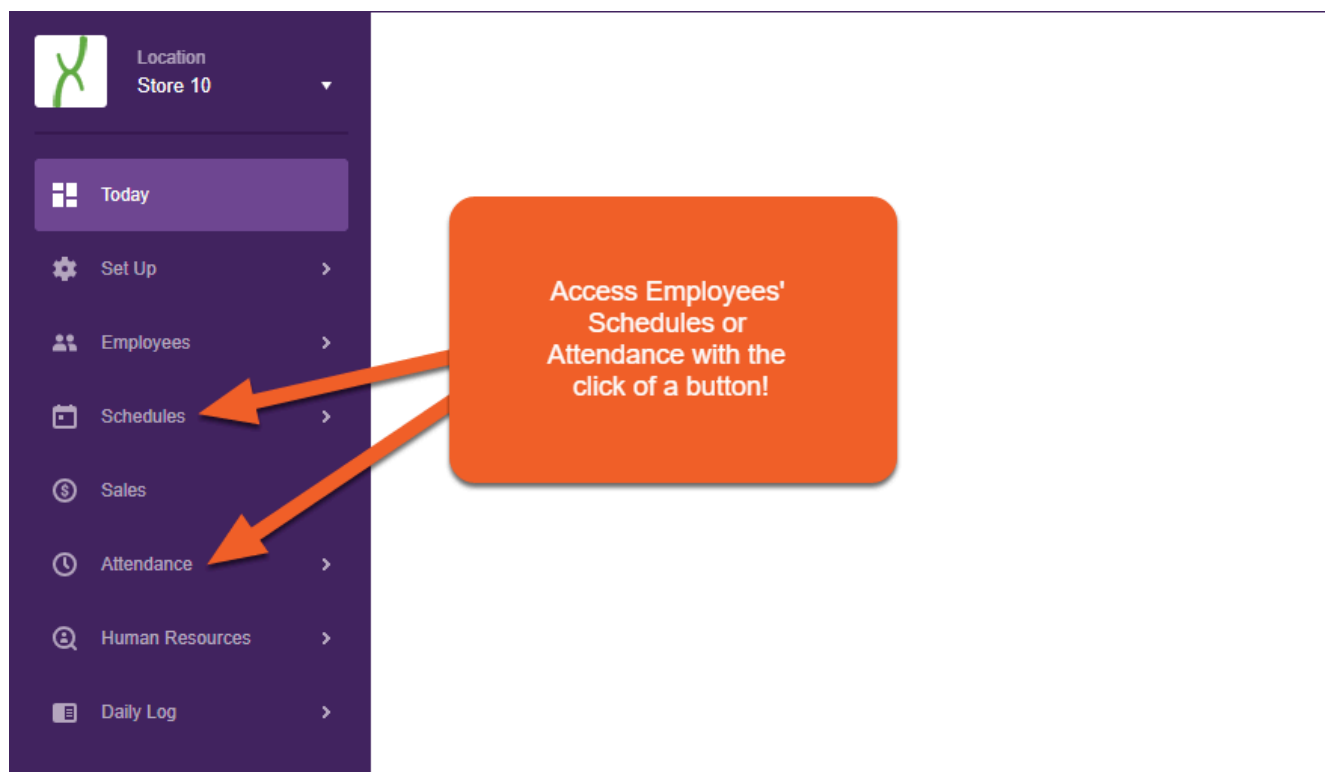 Location
Store 10
Today
Set Up
Employees
Schedules
Sales
Attendance
Human Resources
Daily Log
Access Employees'
Schedules or
Attendance with the
click of a button!